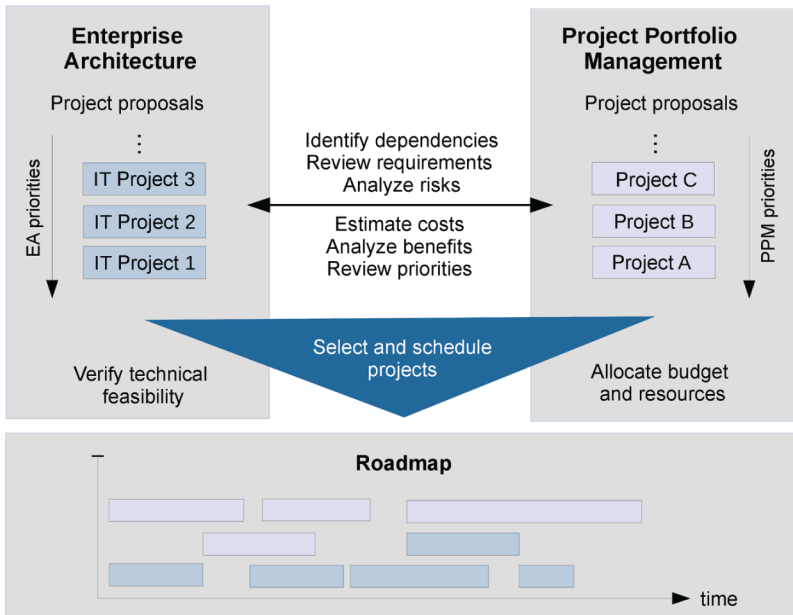 Enterprise
Architecture
Project proposals
⋮
IT Project 3
IT Project 2
IT Project 1
EA priorities
Verify technical
feasibility
Identify dependencies
Review requirements
Analyze risks
Estimate costs
Analyze benefits
Review priorities
Project Portfolio
Management
Project proposals
⋮
Project C
Project B
Project A
PPM priorities
Allocate budget
and resources
Select and schedule
projects
Roadmap
time